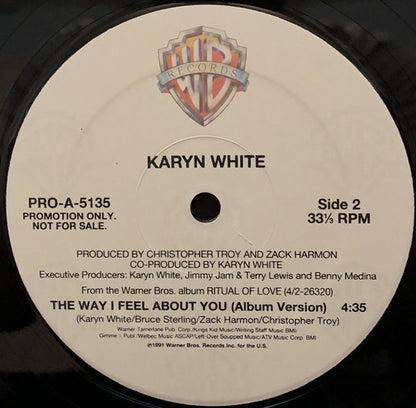 WB
RECORDS
KARYN WHITE
PRO-A-5135
PROMOTION ONLY.
NOT FOR SALE.
Side 2
33⅓ RPM
PRODUCED BY CHRISTOPHER TROY AND ZACK HARMON
CO-PRODUCED BY KARYN WHITE
Executive Producers: Karyn White, Jimmy Jam & Terry Lewis and Benny Medina
From the Warner Bros. album RITUAL OF LOVE (4/2-26320)
THE WAY I FEEL ABOUT YOU (Album Version) 4:35
(Karyn White/Bruce Sterling/Zack Harmon/Christopher Troy)
Warner-Tamerlane Pub. Corp./Kings Kid Music/Writing Staff Music BMI/
Gimme 1 Publ./Welbec Music ASCAP/Left-Over Soupped Music/ATV Music Corp. BMI
℗1991 Warner Bros. Records Inc. for the U.S.